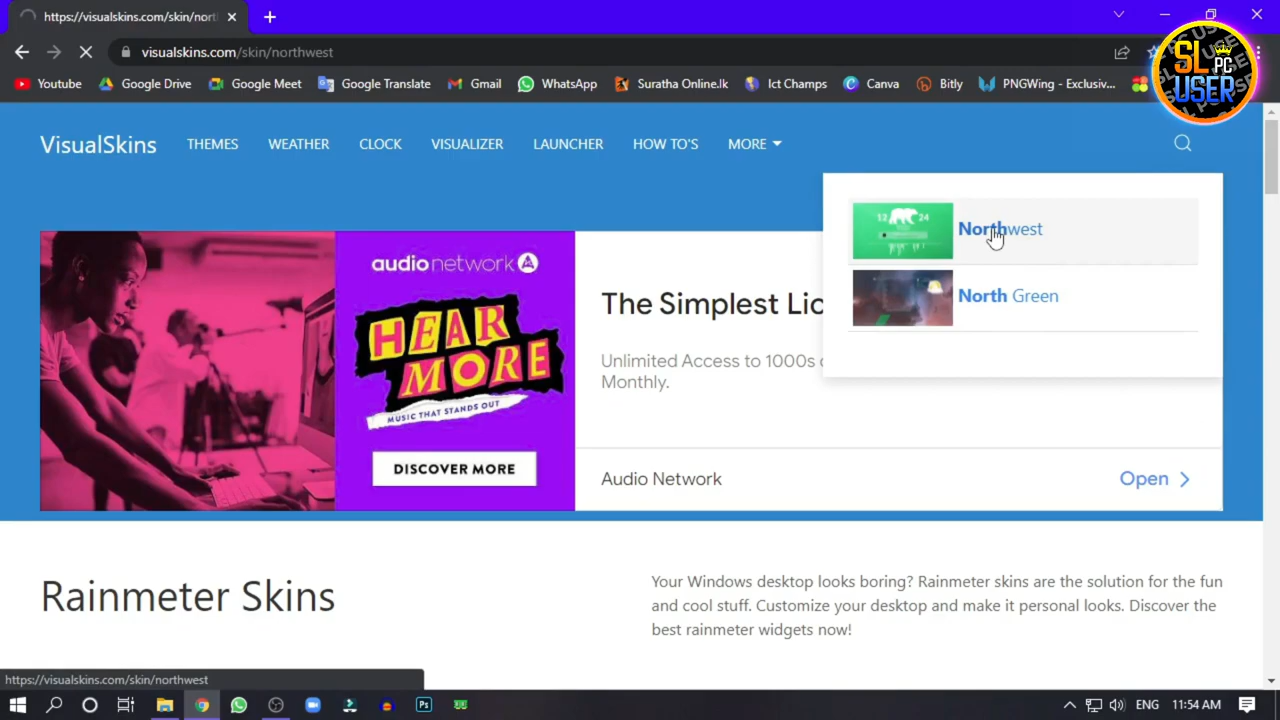 https://visualskins.com/skin/nort
visualskins.com/skin/northwest
Youtube
Google Drive
Google Meet
Google Translate
Gmail
WhatsApp
Suratha Online.lk
Ict Champs
Canva
Bitly
PNGWing - Exclusiv...
SL
PC
USER
VisualSkins
THEMES
WEATHER
CLOCK
VISUALIZER
LAUNCHER
HOW TO'S
MORE
12
24
Northwest
North Green
audionetwork
HEAR
MORE
MUSIC THAT STANDS OUT
DISCOVER MORE
The Simplest Lic
Unlimited Access to 1000s
Monthly.
Audio Network
Open
Rainmeter Skins
Your Windows desktop looks boring? Rainmeter skins are the solution for the fun
and cool stuff. Customize your desktop and make it personal looks. Discover the
best rainmeter widgets now!
https://visualskins.com/skin/northwest
Ps
ENG
11:54 AM